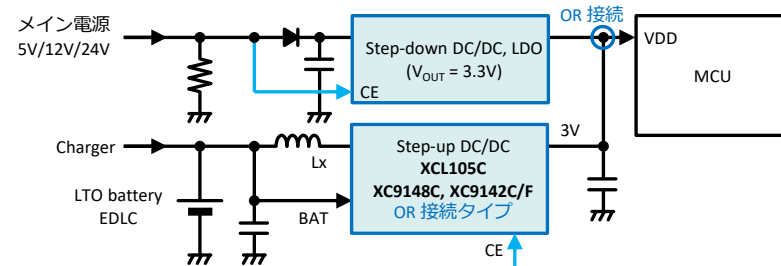 OR 接続
メイン電源
5V/12V/24V
Step-down DC/DC, LDO
(VOUT = 3.3V)
CE
VDD
MCU
Charger
Lx
Step-up DC/DC
XCL105C
XC9148C, XC9142C/F
OR 接続タイプ
3V
LTO battery
EDLC
BAT
CE